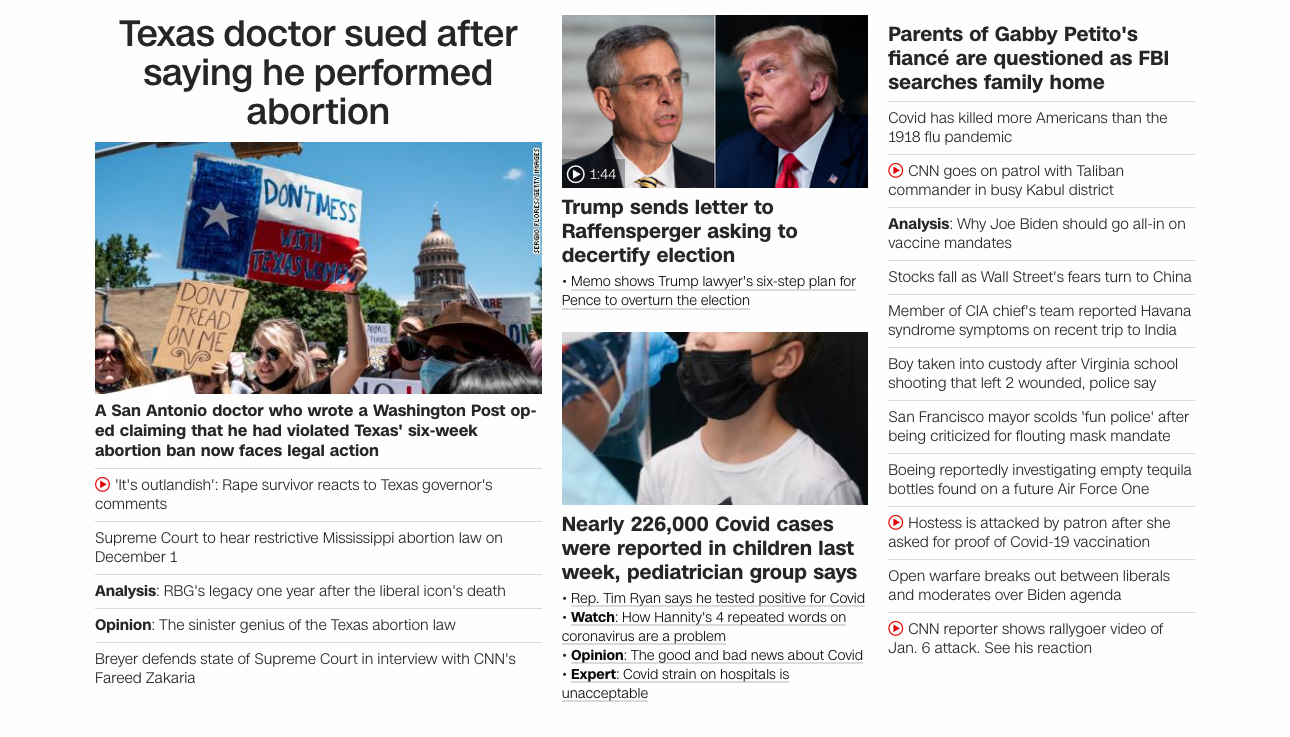 Texas doctor sued after
saying he performed
abortion
DON'T MESS
WITH
TEXAS WOMEN
DONT
TREAD
ON ME
SERGIO FLORES/GETTY IMAGES
A San Antonio doctor who wrote a Washington Post op-
ed claiming that he had violated Texas' six-week
abortion ban now faces legal action
'It's outlandish': Rape survivor reacts to Texas governor's
comments
Supreme Court to hear restrictive Mississippi abortion law on
December 1
Analysis: RBG's legacy one year after the liberal icon's death
Opinion: The sinister genius of the Texas abortion law
Breyer defends state of Supreme Court in interview with CNN's
Fareed Zakaria
1:44
Trump sends letter to
Raffensperger asking to
decertify election
• Memo shows Trump lawyer's six-step plan for
Pence to overturn the election
Nearly 226,000 Covid cases
were reported in children last
week, pediatrician group says
• Rep. Tim Ryan says he tested positive for Covid
• Watch: How Hannity's 4 repeated words on
coronavirus are a problem
• Opinion: The good and bad news about Covid
• Expert: Covid strain on hospitals is
unacceptable
Parents of Gabby Petito's
fiancé are questioned as FBI
searches family home
Covid has killed more Americans than the
1918 flu pandemic
CNN goes on patrol with Taliban
commander in busy Kabul district
Analysis: Why Joe Biden should go all-in on
vaccine mandates
Stocks fall as Wall Street's fears turn to China
Member of CIA chief's team reported Havana
syndrome symptoms on recent trip to India
Boy taken into custody after Virginia school
shooting that left 2 wounded, police say
San Francisco mayor scolds 'fun police' after
being criticized for flouting mask mandate
Boeing reportedly investigating empty tequila
bottles found on a future Air Force One
Hostess is attacked by patron after she
asked for proof of Covid-19 vaccination
Open warfare breaks out between liberals
and moderates over Biden agenda
CNN reporter shows rallygoer video of
Jan. 6 attack. See his reaction